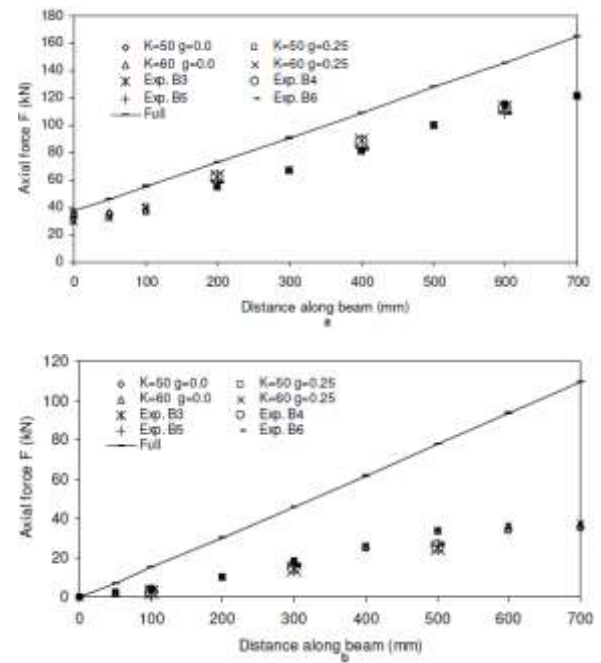 180
160
140
120
100
80
60
40
20
0
Axial force F (kN)
K=50 g=0.0 K=50 g=0.25
K=60 g=0.0 K=60 g=0.25
Exp. B3 Exp. B4
Exp. B5 Exp. B6
Full
0 50 100 200 300 400 500 600 700
Distance along beam (mm)
a
120
100
80
60
40
20
0
Axial force F (kN)
K=50 g=0.0 K=50 g=0.25
K=60 g=0.0 K=60 g=0.25
Exp. B3 Exp. B4
Exp. B5 Exp. B6
Full
0 50 100 200 300 400 500 600 700
Distance along beam (mm)
b